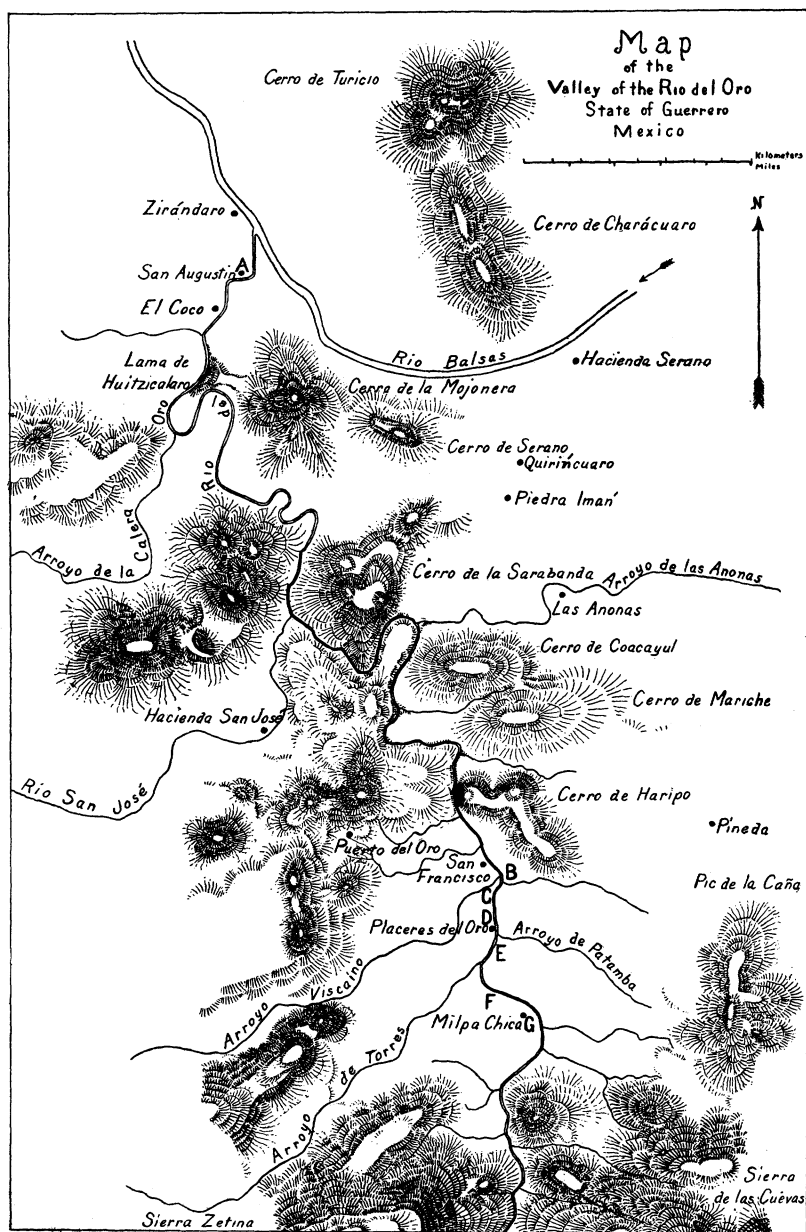 Map
of the
Valley of the Rio del Oro
State of Guerrero
Mexico
Kilometers
Miles
N
Cerro de Turicio
Zirándaro
Cerro de Charácuaro
A
San Augustin
El Coco
Rio Balsas
Hacienda Serano
Lama de
Huitzicalaro
Cerro de la Mojonera
Rio del Oro
Cerro de Serano
Quirincuaro
Piedra Imán
Arroyo de la Calera
Cerro de la Sarabanda
Arroyo de las Anonas
Las Anonas
Cerro de Coacayul
Cerro de Mariche
Hacienda San José
Río San José
Cerro de Haripo
Pineda
Puerto del Oro
San
Francisco
B
Pic de la Caña
C
D
Placeres del Oro
E
Arroyo de Patamba
Arroyo Viscaino
F
Milpa Chica
G
Arroyo de Torres
Sierra
de las Cuevas
Sierra Zetina